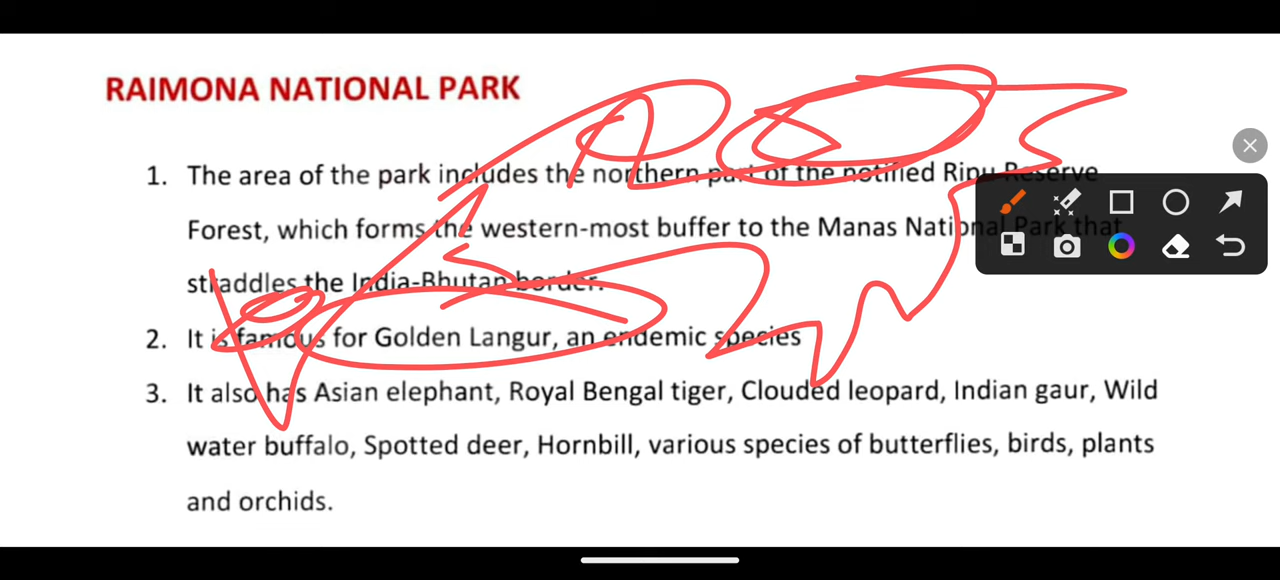 RAIMONA NATIONAL PARK
1. The area of the park includes the northern part of the notified Ripu Reserve
Forest, which forms the western-most buffer to the Manas National Park that
straddles the India-Bhutan border.
2. It is famous for Golden Langur, an endemic species
3. It also has Asian elephant, Royal Bengal tiger, Clouded leopard, Indian gaur, Wild
water buffalo, Spotted deer, Hornbill, various species of butterflies, birds, plants
and orchids.